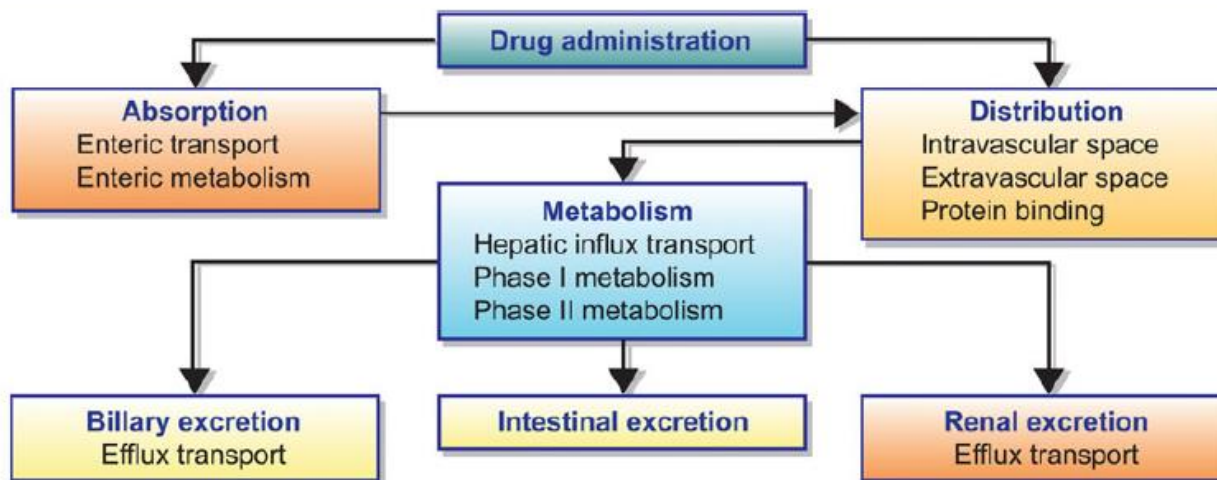 Drug administration
Absorption
Enteric transport
Enteric metabolism
Distribution
Intravascular space
Extravascular space
Protein binding
Metabolism
Hepatic influx transport
Phase I metabolism
Phase II metabolism
Billary excretion
Efflux transport
Intestinal excretion
Renal excretion
Efflux transport